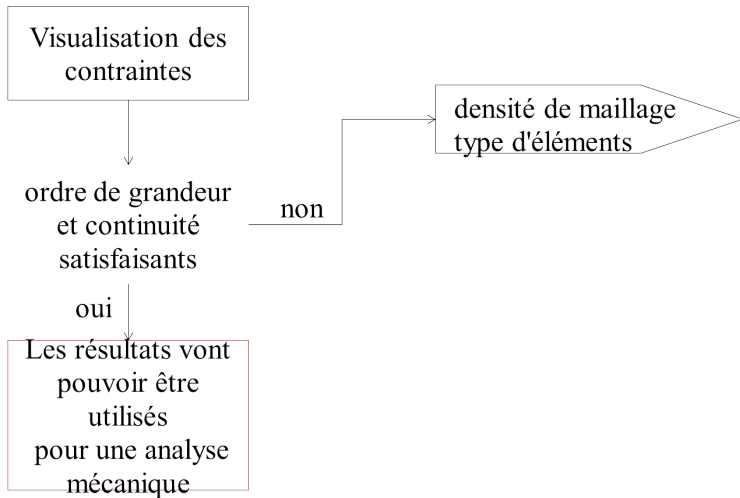 Visualisation des
contraintes
densité de maillage
type d'éléments
ordre de grandeur
et continuité
satisfaisants
non
oui
Les résultats vont
pouvoir être
utilisés
pour une analyse
mécanique